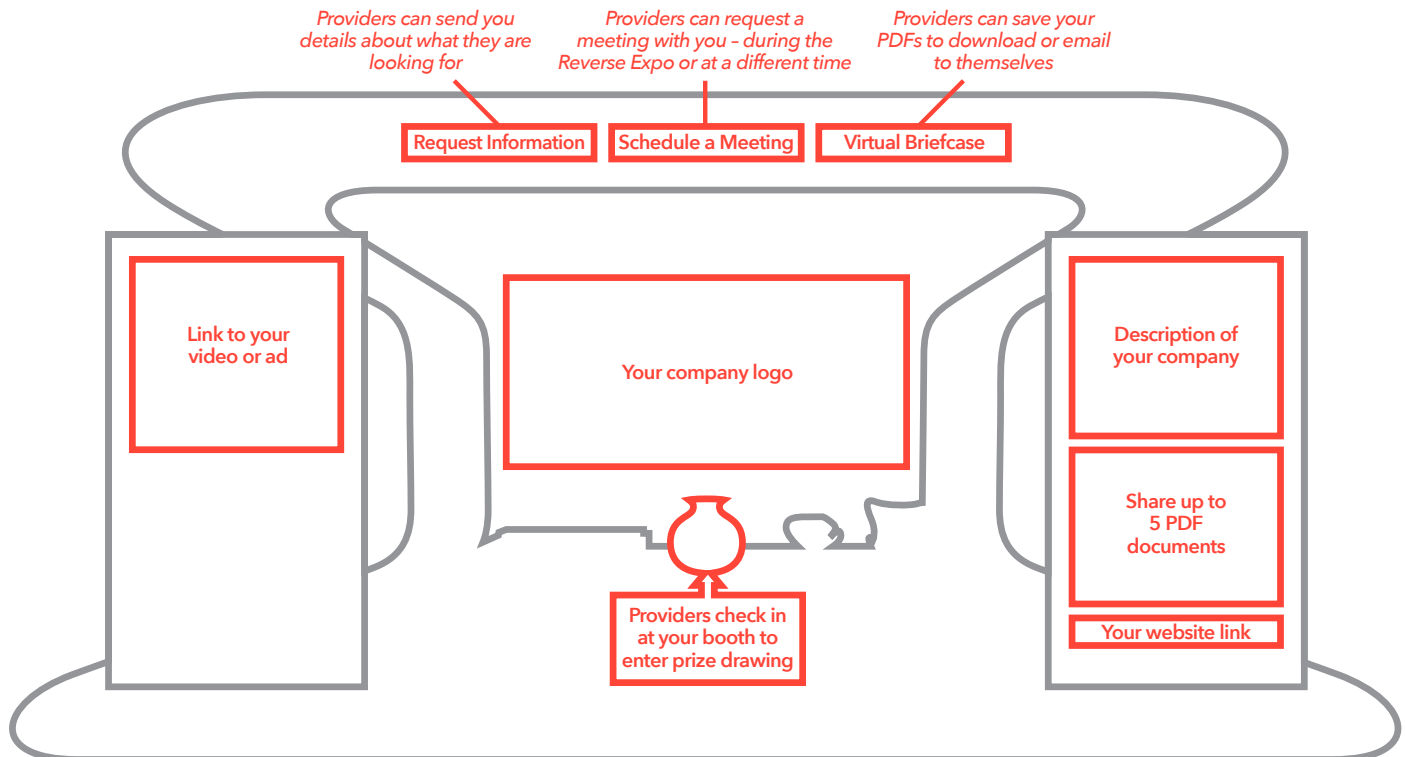 Providers can send you
details about what they are
looking for
Providers can request a
meeting with you – during the
Reverse Expo or at a different time
Providers can save your
PDFs to download or email
to themselves
Request Information
Schedule a Meeting
Virtual Briefcase
Link to your
video or ad
Your company logo
Description of
your company
Share up to
5 PDF
documents
Your website link
Providers check in
at your booth to
enter prize drawing